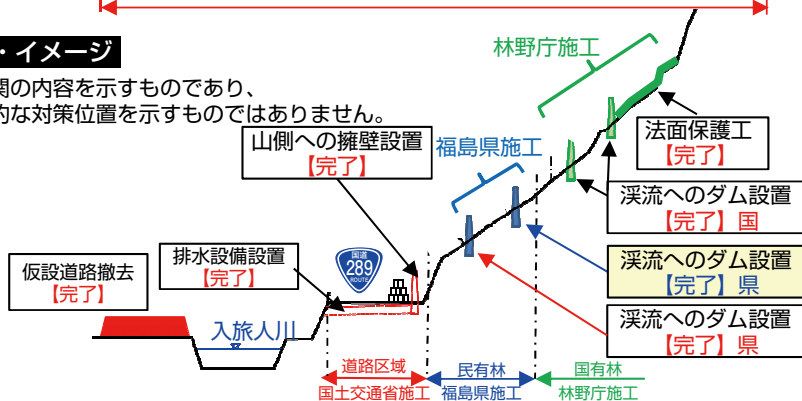 ・イメージ
関の内容を示すものであり、
的な対策位置を示すものではありません。
林野庁施工
法面保護工
【完了】
山側への擁壁設置
【完了】
福島県施工
渓流へのダム設置
【完了】国
渓流へのダム設置
【完了】県
渓流へのダム設置
【完了】県
排水設備設置
【完了】
仮設道路撤去
【完了】
国道
289
ROUTE
入旅人川
道路区域
国土交通省施工
民有林
福島県施工
国有林
林野庁施工